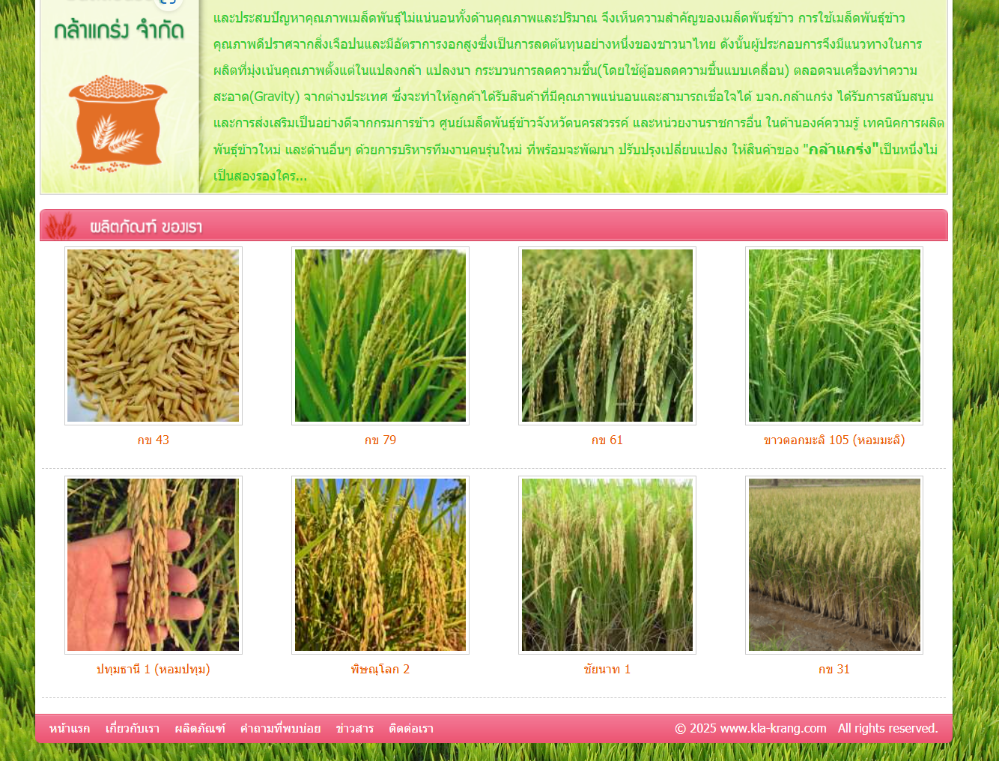 กล้าแกร่ง จำกัด
และประสบปัญหาคุณภาพเมล็ดพันธุ์ไม่แน่นอนทั้งด้านคุณภาพและปริมาณ จึงเห็นความสำคัญของเมล็ดพันธุ์ข้าว การใช้เมล็ดพันธุ์ข้าว
คุณภาพดีปราศจากสิ่งเจือปนและมีอัตราการงอกสูงซึ่งเป็นการลดต้นทุนอย่างหนึ่งของชาวนาไทย ดังนั้นผู้ประกอบการจึงมีแนวทางในการ
ผลิตที่มุ่งเน้นคุณภาพตั้งแต่ในแปลงกล้า แปลงนา กระบวนการลดความชื้น(โดยใช้ตู้อบลดความชื้นแบบเคลื่อน) ตลอดจนเครื่องทำความ
สะอาด(Gravity) จากต่างประเทศ ซึ่งจะทำให้ลูกค้าได้รับสินค้าที่มีคุณภาพแน่นอนและสามารถเชื่อใจได้ บจก.กล้าแกร่ง ได้รับการสนับสนุน
และการส่งเสริมเป็นอย่างดีจากกรมการข้าว ศูนย์เมล็ดพันธุ์ข้าวจังหวัดนครสวรรค์ และหน่วยงานราชการอื่น ในด้านองค์ความรู้ เทคนิคการผลิต
พันธุ์ข้าวใหม่ และด้านอื่นๆ ด้วยการบริหารทีมงานคนรุ่นใหม่ ที่พร้อมจะพัฒนา ปรับปรุงเปลี่ยนแปลง ให้สินค้าของ "กล้าแกร่ง"เป็นหนึ่งไม่
เป็นสองรองใคร...
ผลิตภัณฑ์ ของเรา
กข 43
กข 79
กข 61
ขาวดอกมะลิ 105 (หอมมะลิ)
ปทุมธานี 1 (หอมปทุม)
พิษณุโลก 2
ชัยนาท 1
กข 31
หน้าแรก เกี่ยวกับเรา ผลิตภัณฑ์ คำถามที่พบบ่อย ข่าวสาร ติดต่อเรา
© 2025 www.kla-krang.com All rights reserved.